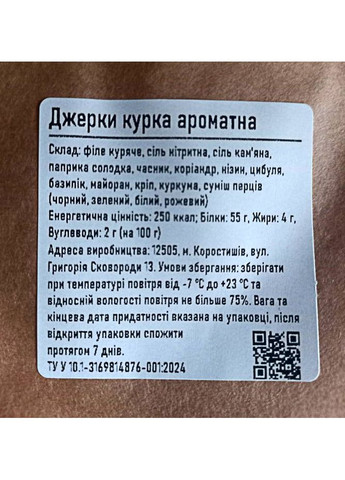 Джерки курка ароматна
Склад: філе куряче, сіль нітритна, сіль кам'яна,
паприка солодка, часник, коріандр, нізин, цибуля,
базилік, майоран, кріп, куркума, суміш перців
(чорний, зелений, білий, рожевий)
Енергетична цінність: 250 ккал; Білки: 55 г, Жири: 4 г,
Вуглеводи: 2 г (на 100 г)
Адреса виробництва: 12505, м. Коростишів, вул.
Григорія Сковороди 13. Умови збергання: зберігати
при температурі повітря від -7 °C до +23 °C та
відносній вологості повітря не більше 75%. Вага та
кінцева дата придатності вказана на упаковці, після
відкриття упаковки спожити
протягом 7 днів.
ТУ У 10.1-3169814876-001:2024